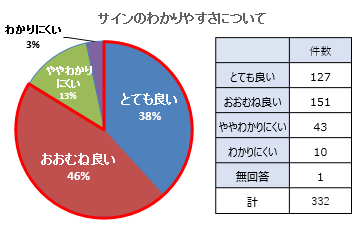 サインのわかりやすさについて
わかりにくい
3%
ややわかり
にくい
13%
とても良い
38%
おおむね良い
46%
件数
とても良い 127
おおむね良い 151
ややわかりにくい 43
わかりにくい 10
無回答 1
計 332